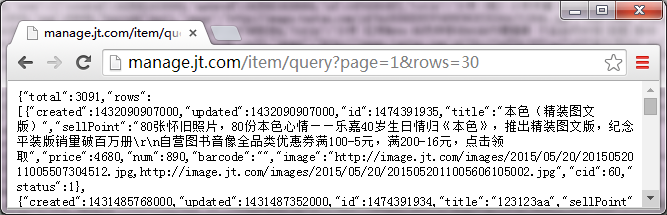 manage.jt.com/item/que
manage.jt.com/item/query?page=1&rows=30
{"total":3091,"rows":
[{"created":1432090907000,"updated":1432090907000,"id":1474391935,"title":"本色（精装图文
版）","sellPoint":"80张怀旧照片，80份本色心情——乐嘉40岁生日情归《本色》，推出精装图文版，纪念
平装版销量破百万册\r\n自营图书音像全品类优惠券满100-5元，满200-16元，点击领
取","price":4680,"num":890,"barcode":"","image":"http://image.jt.com/images/2015/05/20/201505201
1005507304512.jpg,http://image.jt.com/images/2015/05/20/2015052011005606105002.jpg","cid":60,"
status":1},
{"created":1431485768000,"updated":1431487352000,"id":1474391934,"title":"123123aa","sellPoint"